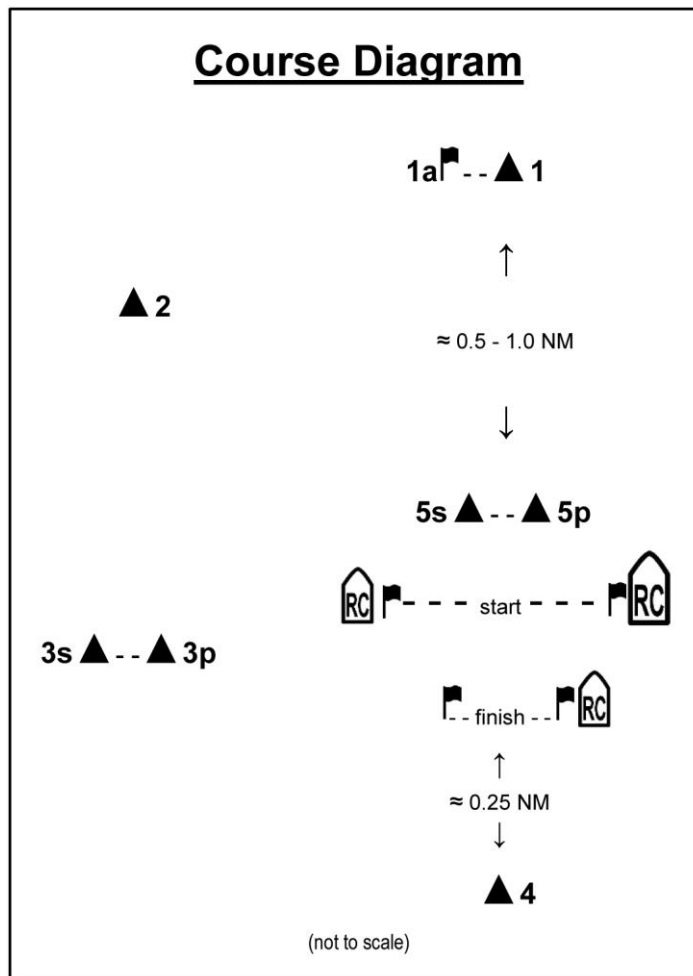 Course Diagram
1a - - 1
2
≈ 0.5 - 1.0 NM
5s - - 5p
RC - - - - start - - - - RC
3s - - 3p
- - finish - - RC
≈ 0.25 NM
4
(not to scale)